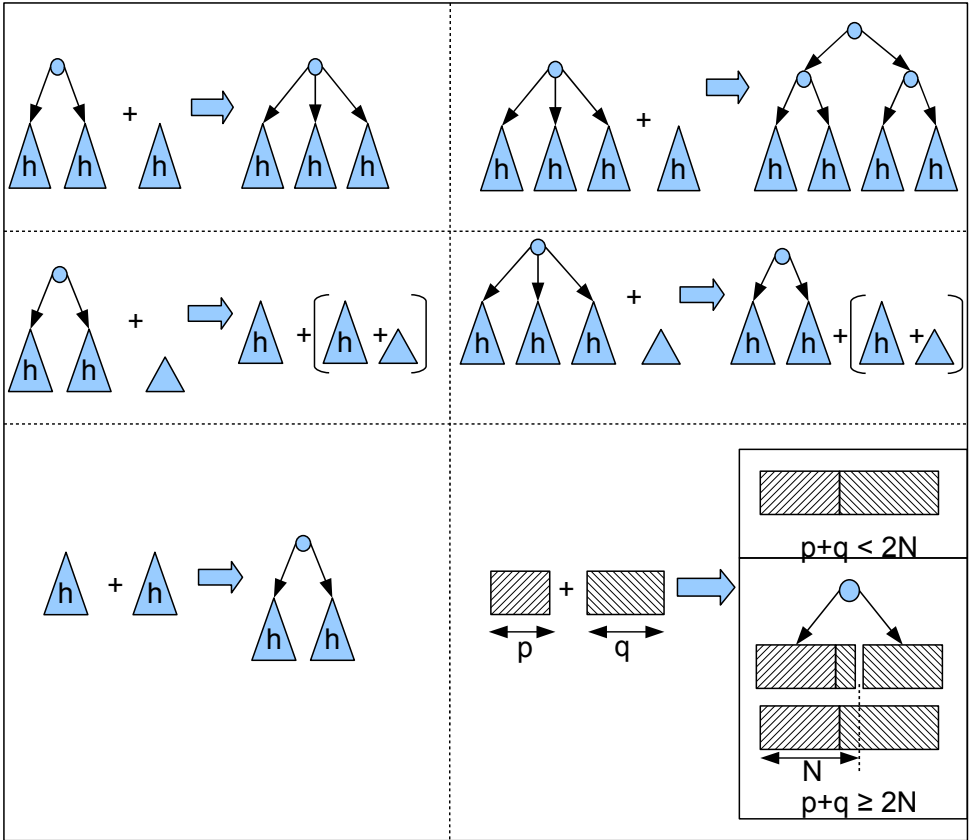 h h + h h h h
h h h + h h h h h
h h + h + h +
h h h + h h + h +
h + h h h
p + q
p+q < 2N
N
p+q ≥ 2N